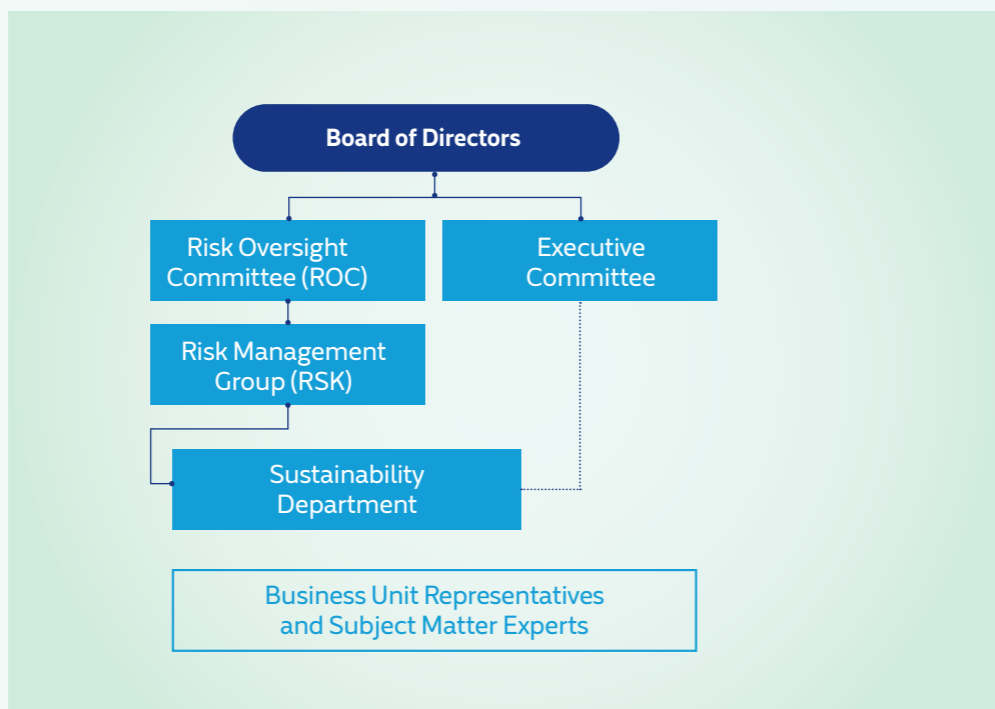 Board of Directors
Risk Oversight
Committee (ROC)
Executive
Committee
Risk Management
Group (RSK)
Sustainability
Department
Business Unit Representatives
and Subject Matter Experts